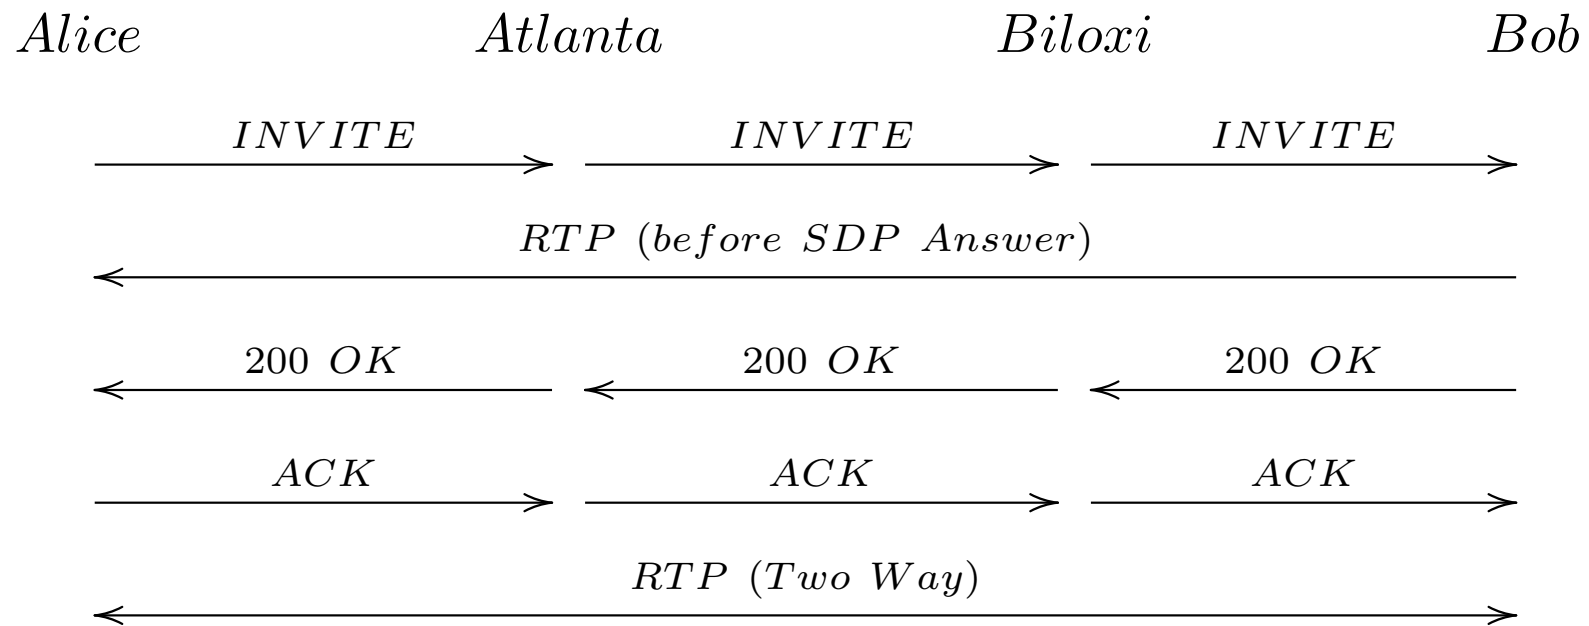 Alice Atlanta Biloxi Bob
INVITE INVITE INVITE
RTP (before SDP Answer)
200 OK 200 OK 200 OK
ACK ACK ACK
RTP (Two Way)